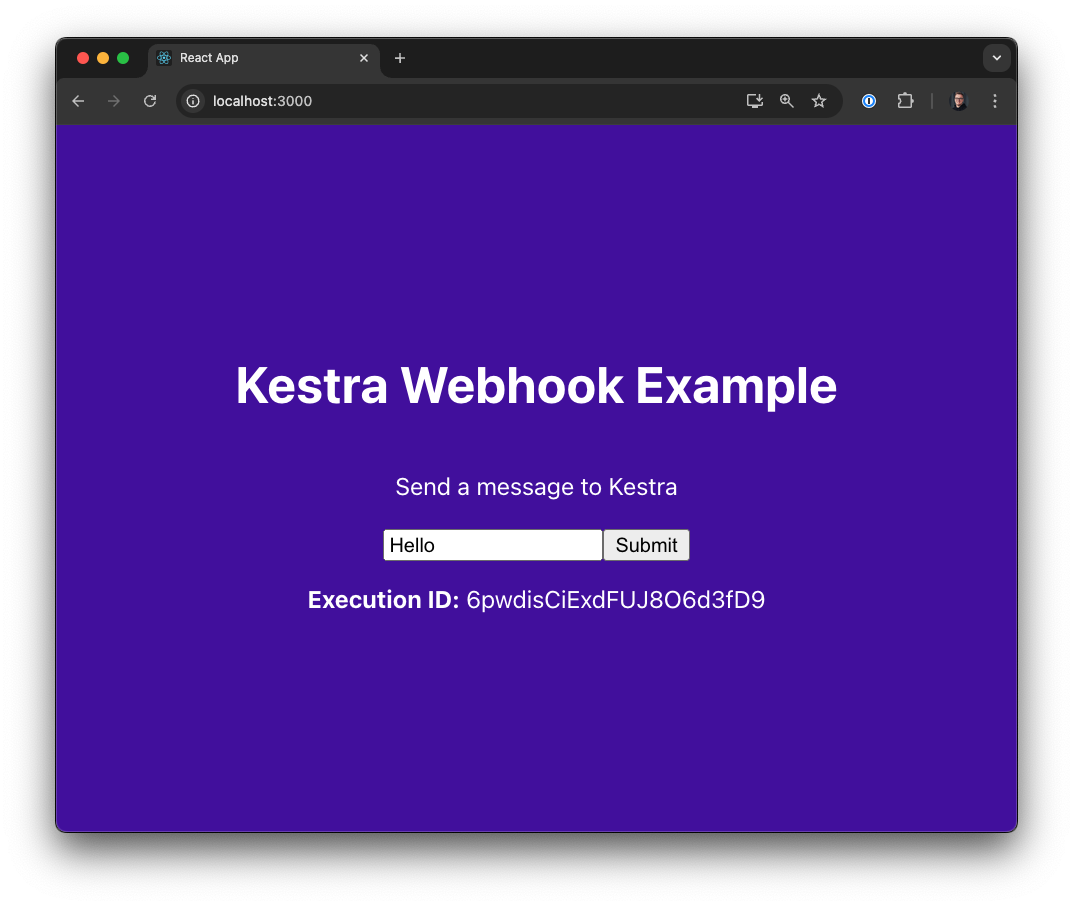 React App
localhost:3000
Kestra Webhook Example
Send a message to Kestra
Hello Submit
Execution ID: 6pwdisCiExdFUJ8O6d3fD9